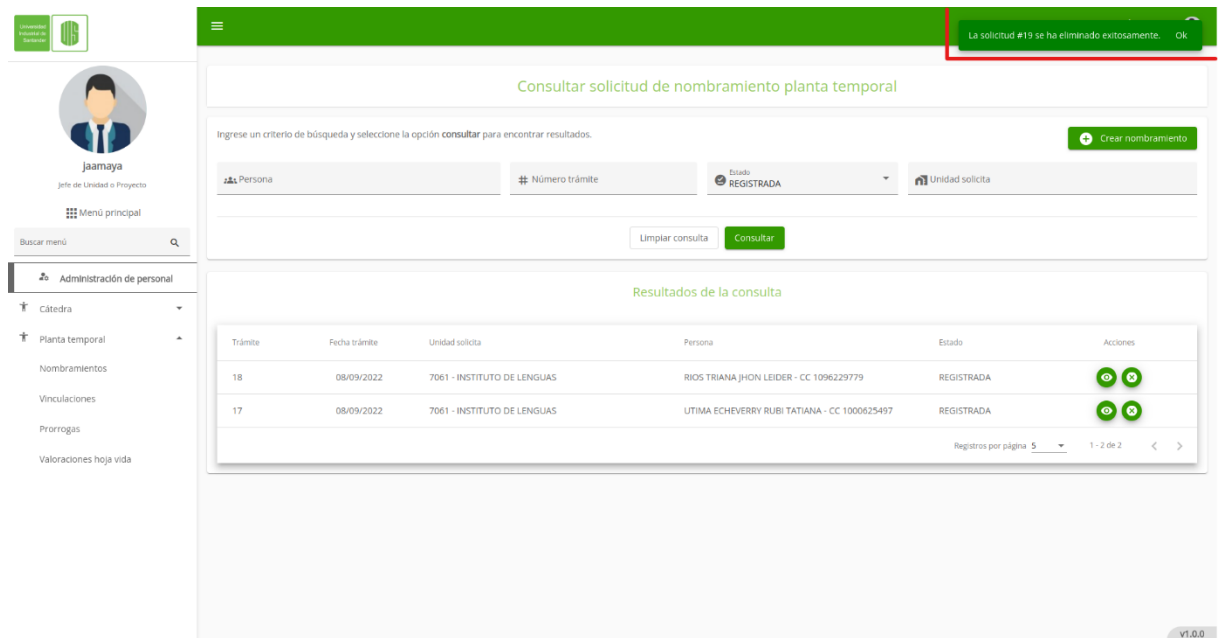 Universidad
Industrial de
Santander
UIS
La solicitud #19 se ha eliminado exitosamente. Ok
Consultar solicitud de nombramiento planta temporal
Ingrese un criterio de búsqueda y seleccione la opción consultar para encontrar resultados.
Crear nombramiento
Persona
# Número trámite
Estado
REGISTRADA
Unidad solicita
Limpiar consulta
Consultar
jaamaya
Jefe de Unidad o Proyecto
Menú principal
Buscar menú
Administración de personal
Cátedra
Planta temporal
Nombramientos
Vinculaciones
Prorrogas
Valoraciones hoja vida
Resultados de la consulta
Trámite Fecha trámite Unidad solicita Persona Estado Acciones
18 08/09/2022 7061 - INSTITUTO DE LENGUAS RIOS TRIANA JHON LEIDER - CC 1096229779 REGISTRADA
17 08/09/2022 7061 - INSTITUTO DE LENGUAS UTIMA ECHEVERRY RUBI TATIANA - CC 1000625497 REGISTRADA
Registros por página 5 1 - 2 de 2
v1.0.0